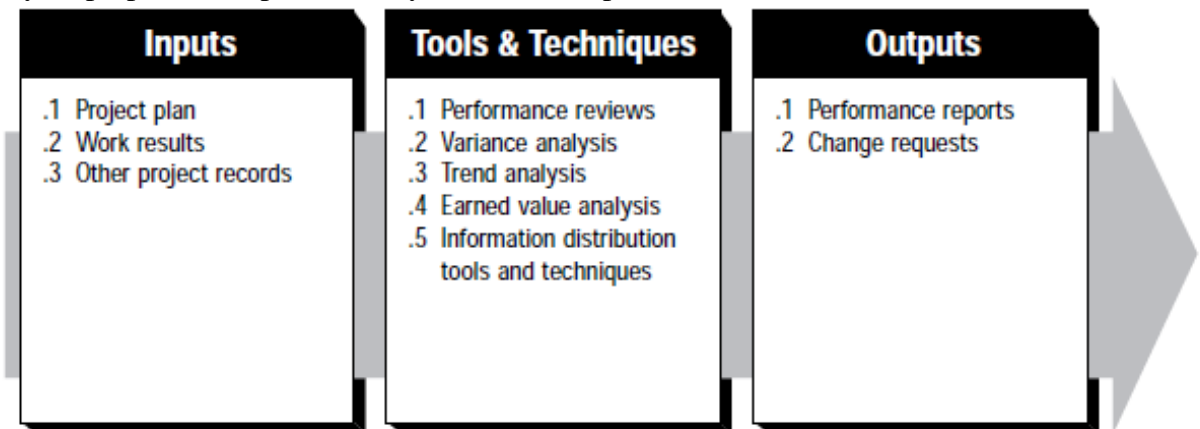 Inputs
.1 Project plan
.2 Work results
.3 Other project records
Tools & Techniques
.1 Performance reviews
.2 Variance analysis
.3 Trend analysis
.4 Earned value analysis
.5 Information distribution
tools and techniques
Outputs
.1 Performance reports
.2 Change requests